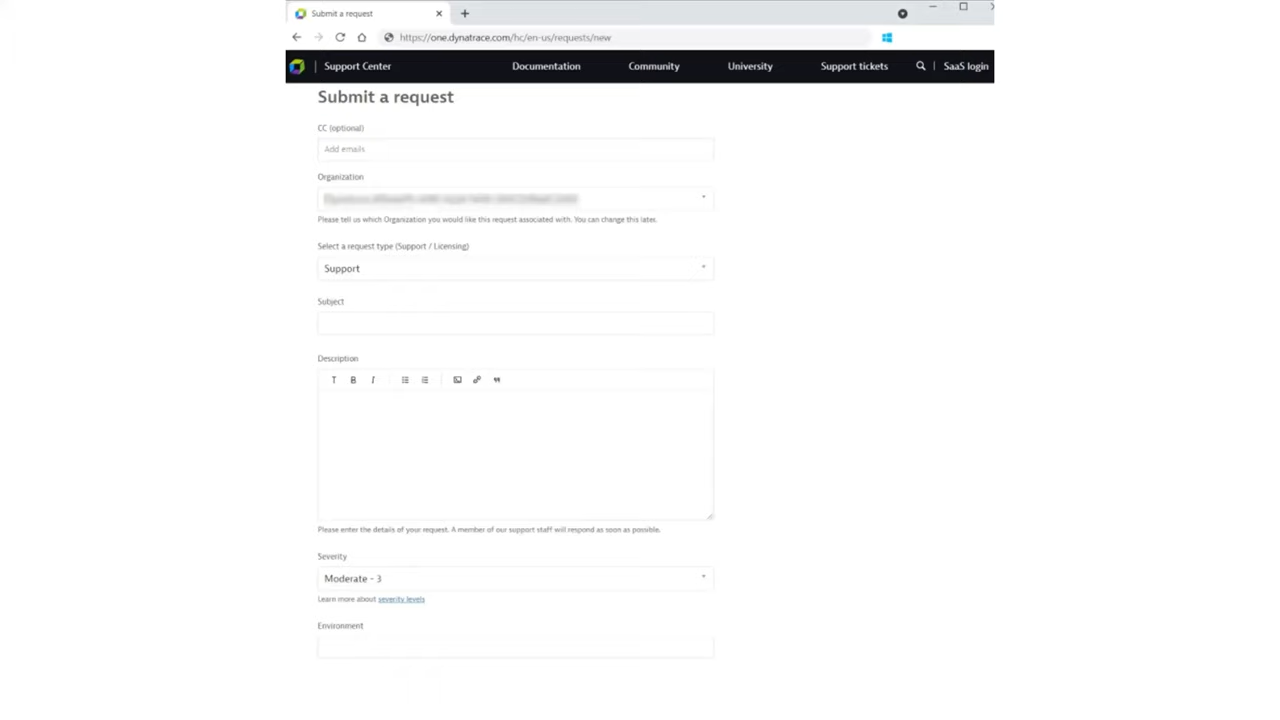 Submit a request
https://one.dynatrace.com/hc/en-us/requests/new
Support Center Documentation Community University Support tickets SaaS login
Submit a request
CC (optional)
Add emails
Organization
Please tell us which Organization you would like this request associated with. You can change this later.
Select a request type (Support / Licensing)
Support
Subject
Description
T B I
Please enter the details of your request. A member of our support staff will respond as soon as possible.
Severity
Moderate - 3
Learn more about severity levels
Environment